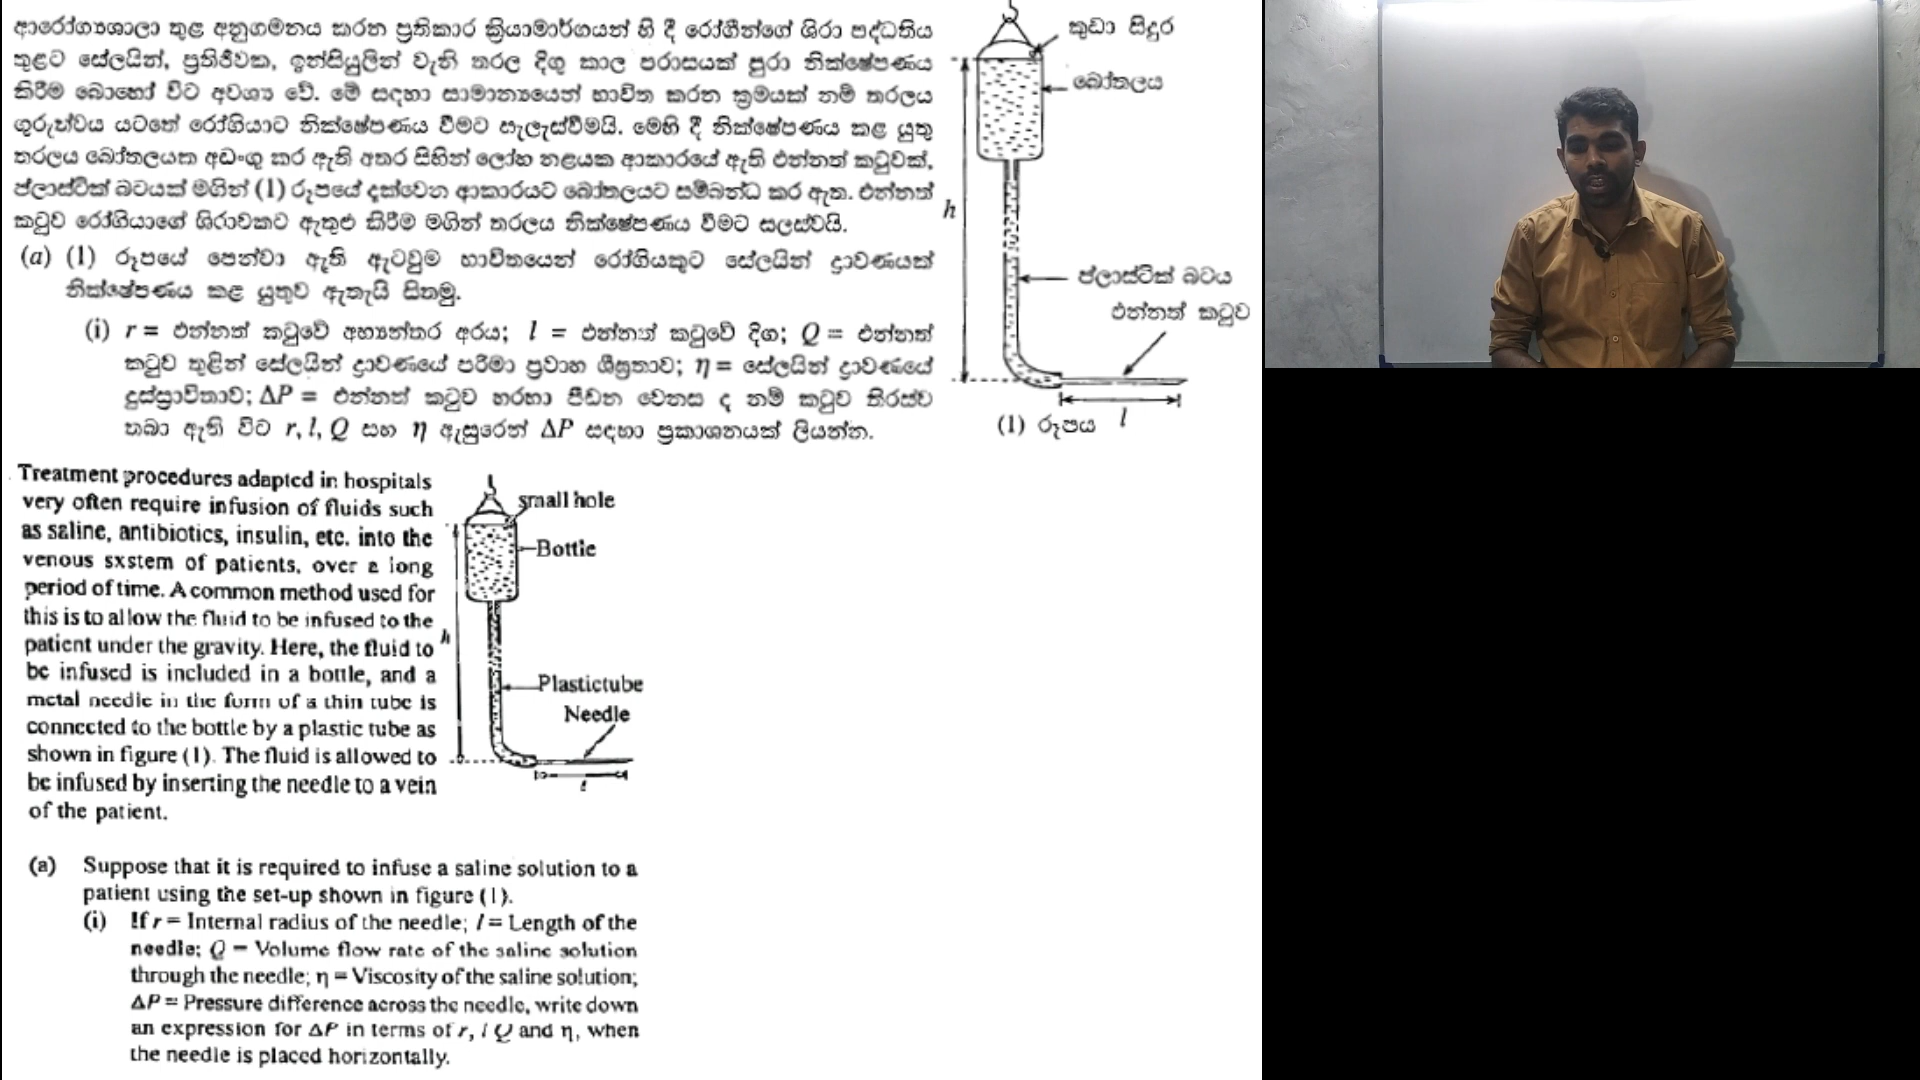 ආරෝග්‍යශාලා තුළ අනුගමනය කරන ප්‍රතිකාර ක්‍රියාමාර්ගයන් හි දී රෝගීන්ගේ ශිරා පද්ධතිය
තුළට සේලයින්, ප්‍රතිජීවක, ඉන්සියුලින් වැනි තරල දිගු කාල පරාසයක් පුරා නික්ෂේපණය
කිරීම බොහෝ විට අවශ්‍ය වේ. මේ සඳහා සාමාන්‍යයෙන් භාවිත කරන ක්‍රමයක් නම් තරලය
ගුරුත්වය යටතේ රෝගියාට නික්ෂේපණය වීමට සැලැස්වීමයි. මෙහි දී නික්ෂේපණය කළ යුතු
තරලය බෝතලයක අඩංගු කර ඇති අතර සිහින් ලෝහ නළයක ආකාරයේ ඇති එන්නත් කටුවක්,
ප්ලාස්ටික් බටයක් මගින් (1) රූපයේ දැක්වෙන ආකාරයට බෝතලයට සම්බන්ධ කර ඇත. එන්නත්
කටුව රෝගියාගේ ශිරාවකට ඇතුළු කිරීම මගින් තරලය නික්ෂේපණය වීමට සලස්වයි.
(a) (1) රූපයේ පෙන්වා ඇති ඇටවුම භාවිතයෙන් රෝගියකුට සේලයින් ද්‍රාවණයක්
නික්ෂේපණය කළ යුතුව ඇතැයි සිතමු.
(i) r = එන්නත් කටුවේ අභ්‍යන්තර අරය; l = එන්නත් කටුවේ දිග; Q = එන්නත්
කටුව තුළින් සේලයින් ද්‍රාවණයේ පරිමා ප්‍රවාහ ශීඝ්‍රතාව; η = සේලයින් ද්‍රාවණයේ
දුස්ස්‍රාවිතාව; ΔP = එන්නත් කටුව හරහා පීඩන වෙනස ද නම් කටුව තිරස්ව
තබා ඇති විට r, l, Q සහ η ඇසුරෙන් ΔP සඳහා ප්‍රකාශනයක් ලියන්න.
කුඩා සිදුර
බෝතලය
h
ප්ලාස්ටික් බටය
එන්නත් කටුව
l
(1) රූපය
Treatment procedures adapted in hospitals
very often require infusion of fluids such
as saline, antibiotics, insulin, etc. into the
venous sxstem of patients, over a long
period of time. A common method used for
this is to allow the fluid to be infused to the
patient under the gravity. Here, the fluid to
be infused is included in a bottle, and a
metal needle in the form of a thin tube is
connected to the bottle by a plastic tube as
shown in figure (1). The fluid is allowed to
be infused by inserting the needle to a vein
of the patient.
small hole
Bottle
h
Plastictube
Needle
l
(a) Suppose that it is required to infuse a saline solution to a
patient using the set-up shown in figure (1).
(i) If r = Internal radius of the needle; l = Length of the
needle; Q = Volume flow rate of the saline solution
through the needle; η = Viscosity of the saline solution;
ΔP = Pressure difference across the needle, write down
an expression for ΔP in terms of r, l Q and η, when
the needle is placed horizontally.